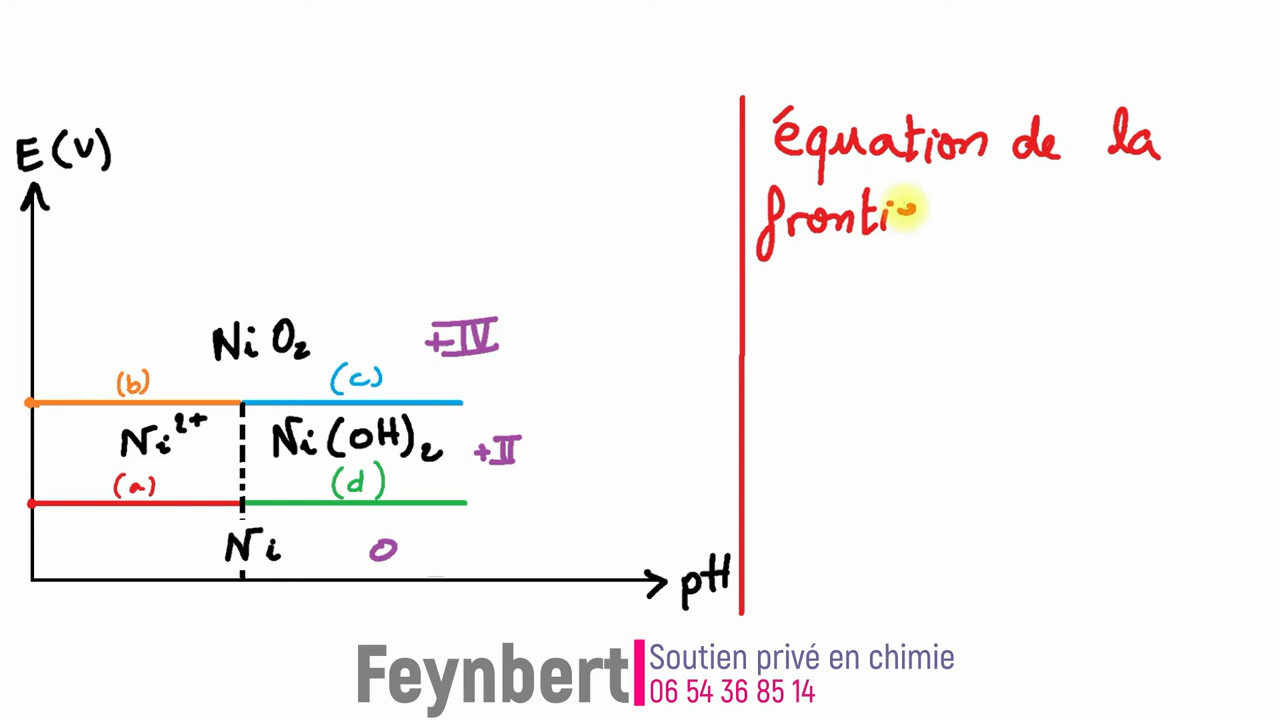 E (V)
équation de la
fronti
NiO₂ +IV
(b) (c)
Ni²⁺ Ni(OH)₂ +II
(a) (d)
Ni 0
pH
Feynbert
Soutien privé en chimie
06 54 36 85 14